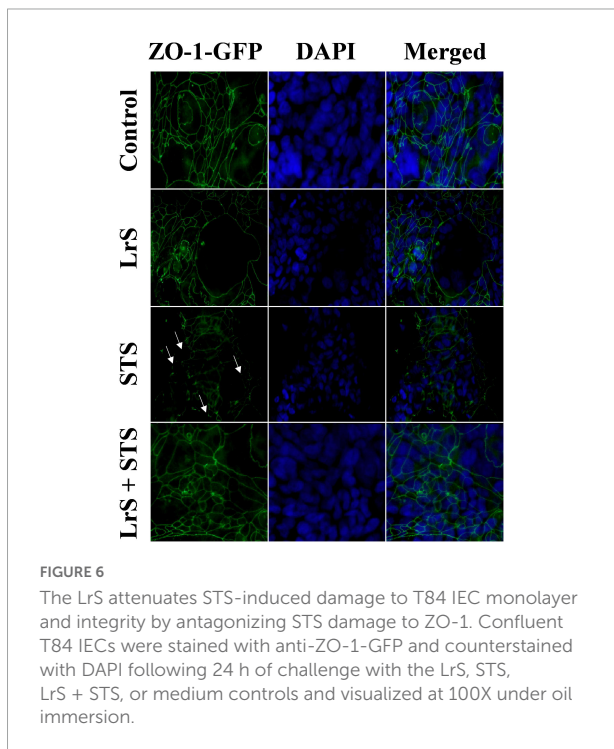 ZO-1-GFP DAPI Merged
Control
LrS
STS
LrS + STS
FIGURE 6
The LrS attenuates STS-induced damage to T84 IEC monolayer
and integrity by antagonizing STS damage to ZO-1. Confluent
T84 IECs were stained with anti-ZO-1-GFP and counterstained
with DAPI following 24 h of challenge with the LrS, STS,
LrS + STS, or medium controls and visualized at 100X under oil
immersion.